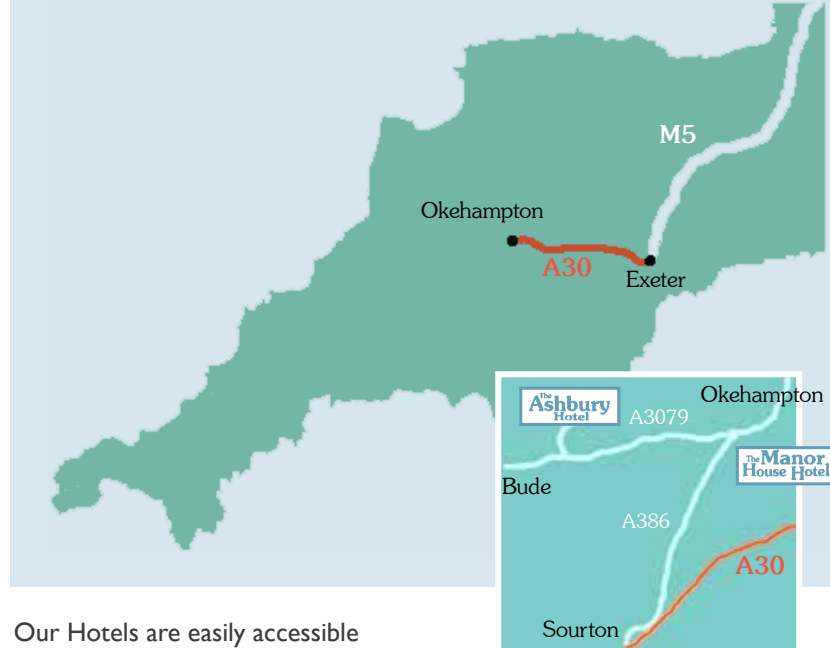 M5
Okehampton
A30
Exeter
The Ashbury
Hotel
A3079
Okehampton
The Manor
House Hotel
Bude
A386
A30
Sourton
Our Hotels are easily accessible